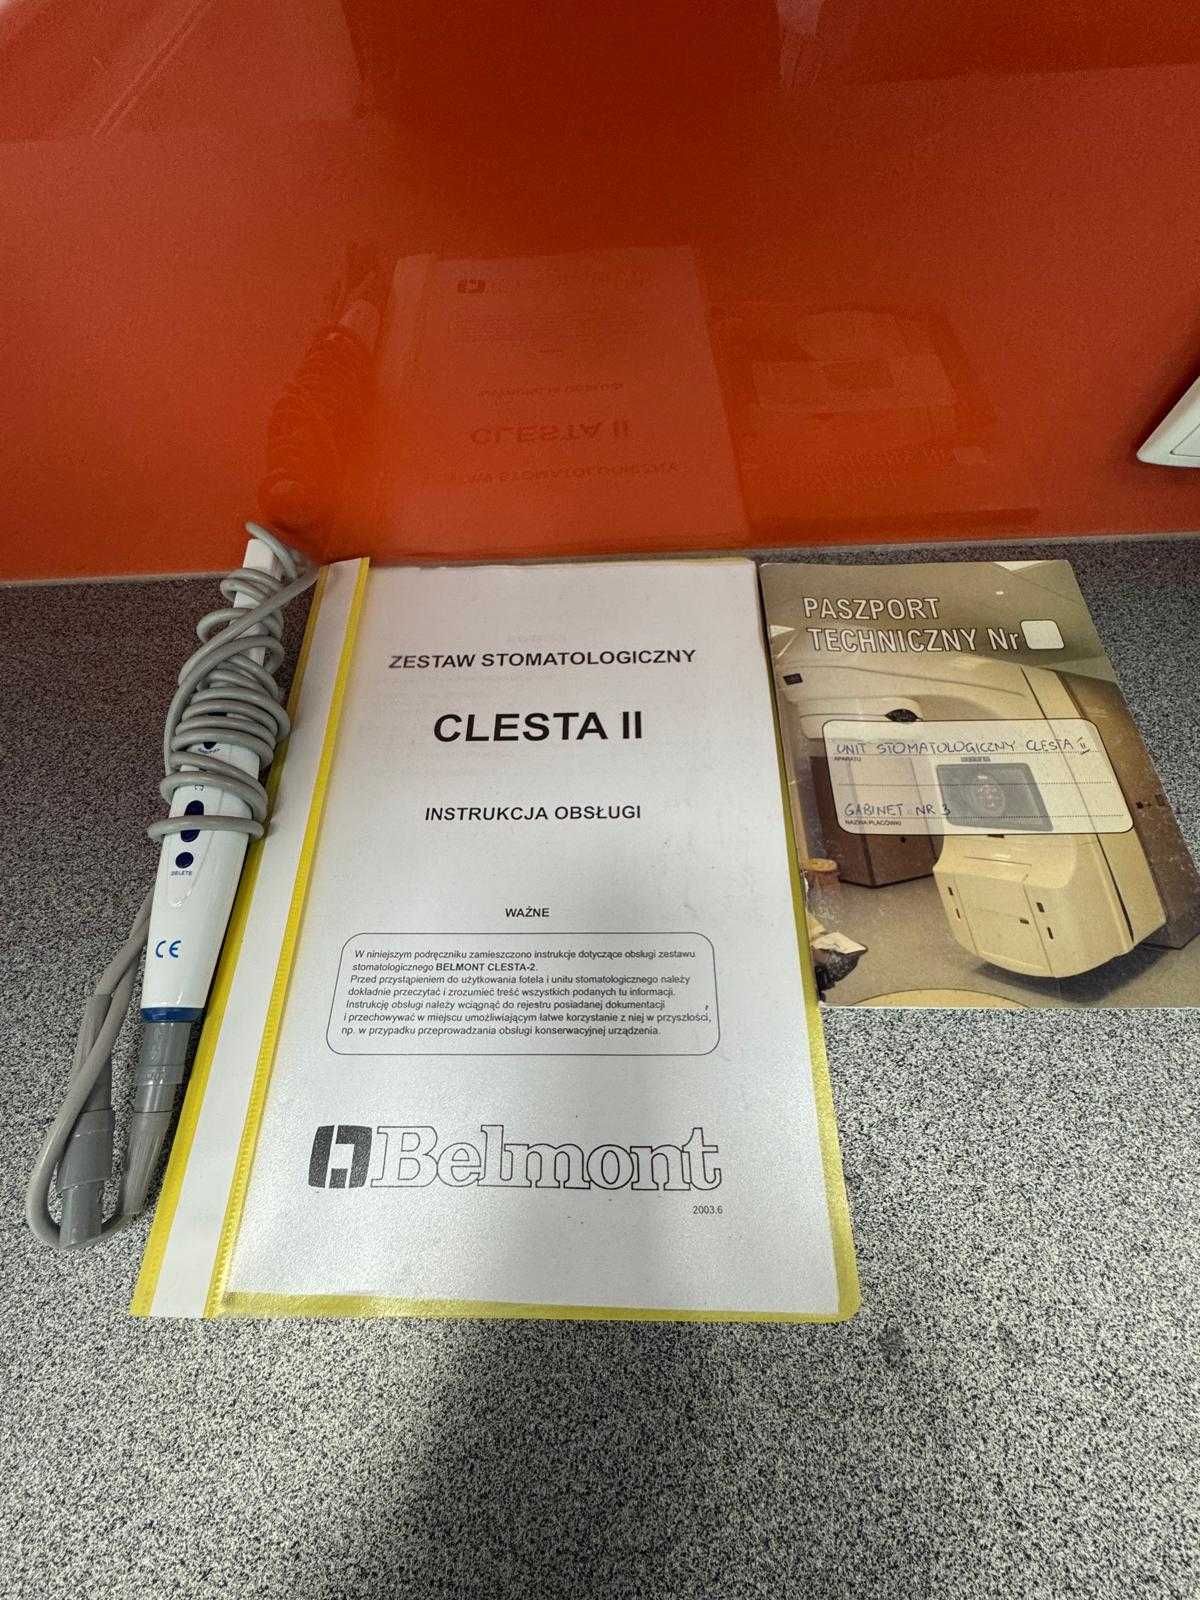 ZESTAW STOMATOLOGICZNY
CLESTA II
INSTRUKCJA OBSŁUGI
WAŻNE
W niniejszym podręczniku zamieszczono instrukcje dotyczące obsługi zestawu
stomatologicznego BELMONT CLESTA-2.
Przed przystąpieniem do użytkowania fotela i unitu stomatologicznego należy
dokładnie przeczytać i zrozumieć treść wszystkich podanych tu informacji.
Instrukcję obsługi należy wciągnąć do rejestru posiadanej dokumentacji
i przechowywać w miejscu umożliwiającym łatwe korzystanie z niej w przyszłości,
np. w przypadku przeprowadzania obsługi konserwacyjnej urządzenia.
Belmont
2003.6
PASZPORT
TECHNICZNY Nr
UNIT STOMATOLOGICZNY CLESTA II
APARATU
GABINET NR 3
NAZWA PLACÓWKI
DELETE
CE